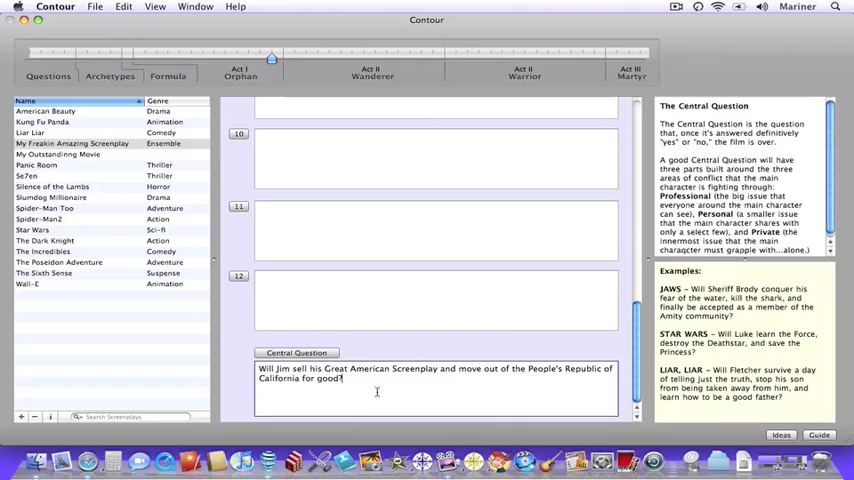 Contour File Edit View Window Help Mariner
Contour
Questions Archetypes Formula
Act I
Orphan
Act II
Wanderer
Act II
Warrior
Act III
Martyr
Name Genre
American Beauty Drama
Kung Fu Panda Animation
Liar Liar Comedy
My Freakin Amazing Screenplay Ensemble
My Outstandinng Movie
Panic Room Thriller
Se7en Thriller
Silence of the Lambs Horror
Slumdog Millionaire Drama
Spider-Man Too Adventure
Spider-Man2 Action
Star Wars Sci-fi
The Dark Knight Action
The Incredibles Comedy
The Poseidon Adventure Adventure
The Sixth Sense Suspense
Wall-E Animation
Search Screenplays
10
11
12
Central Question
Will Jim sell his Great American Screenplay and move out of the People's Republic of
California for good?
The Central Question
The Central Question is the question
that, once it's answered definitively
"yes" or "no," the film is over.
A good Central Question will have
three parts built around the three
areas of conflict that the main
character is fighting through:
Professional (the big issue that
everyone around the main character
can see), Personal (a smaller issue
that the main character shares with
only a select few), and Private (the
innermost issue that the main
character must grapple with...alone.)
Examples:
JAWS - Will Sheriff Brody conquer his
fear of the water, kill the shark, and
finally be accepted as a member of the
Amity community?
STAR WARS - Will Luke learn the Force,
destroy the Deathstar, and save the
Princess?
LIAR, LIAR - Will Fletcher survive a day
of telling just the truth, stop his son
from being taken away from him, and
learn how to be a good father?
Ideas Guide